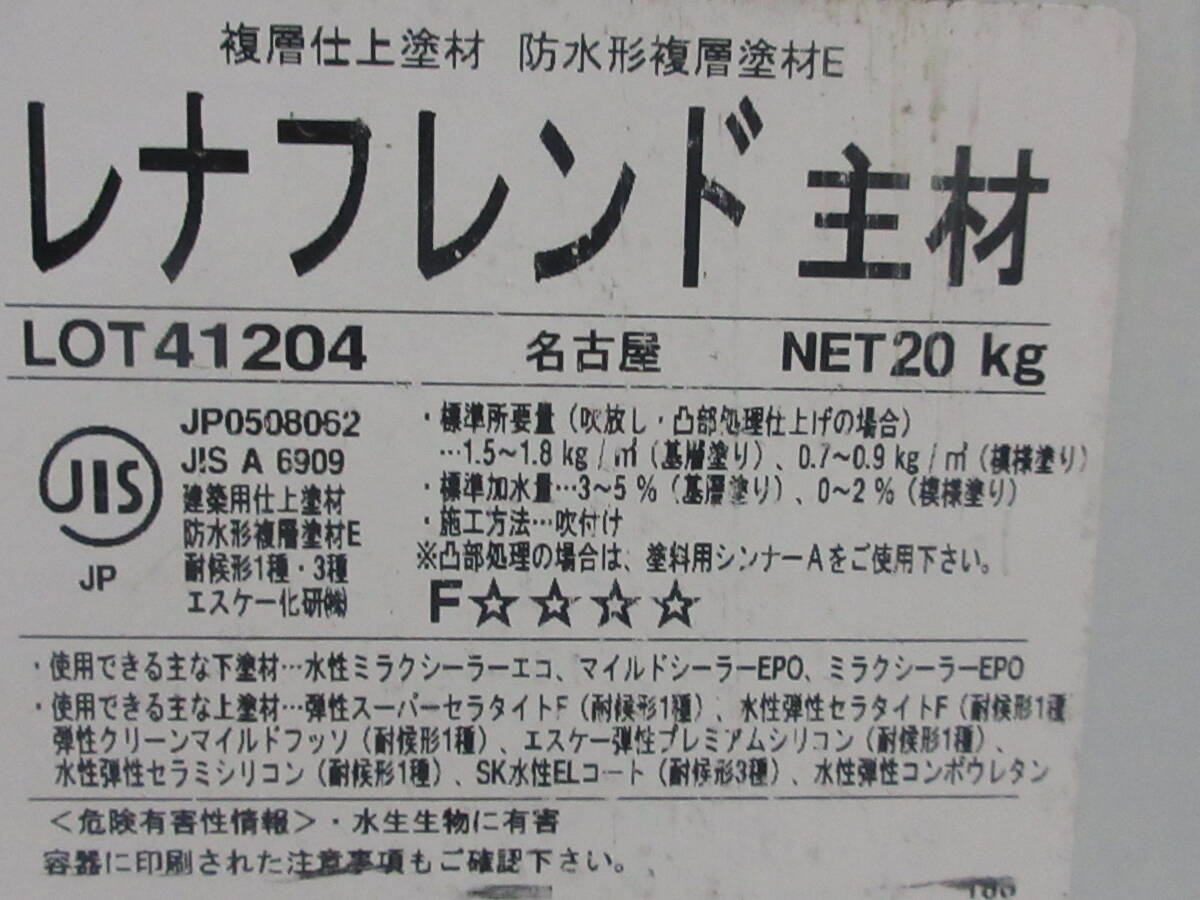 複層仕上塗材 防水形複層塗材E
レナフレンド 主材
LOT41204 名古屋 NET20 kg
JIS
JP
JP0508062
JIS A 6909
建築用仕上塗材
防水形複層塗材E
耐候形1種・3種
エスケー化研㈱
・標準所要量(吹放し・凸部処理仕上げの場合)
…1.5~1.8 kg/㎡(基層塗り)、0.7~0.9 kg/㎡(模様塗り)
・標準加水量…3~5 %(基層塗り)、0~2 %(模様塗り)
・施工方法…吹付け
※凸部処理の場合は、塗料用シンナーAをご使用下さい。
F☆☆☆☆
・使用できる主な下塗材…水性ミラクシーラーエコ、マイルドシーラーEPO、ミラクシーラーEPO
・使用できる主な上塗材…弾性スーパーセラタイトF(耐候形1種)、水性弾性セラタイトF(耐候形1種
弾性クリーンマイルドフッソ(耐候形1種)、エスケー弾性プレミアムシリコン(耐候形1種)、
水性弾性セラミシリコン(耐候形1種)、SK水性ELコート(耐候形3種)、水性弾性コンポウレタン
<危険有害性情報>・水生生物に有害
容器に印刷された注意事項もご確認下さい。